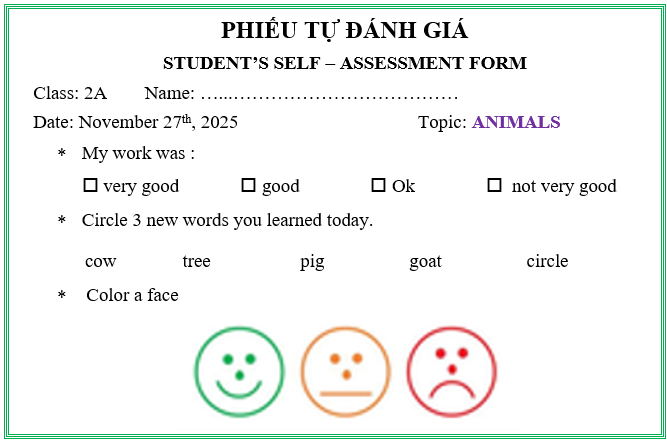 PHIẾU TỰ ĐÁNH GIÁ
STUDENT’S SELF – ASSESSMENT FORM
Class: 2A Name: …...………………………………
Date: November 27th, 2025 Topic: ANIMALS
* My work was :
☐ very good ☐ good ☐ Ok ☐ not very good
* Circle 3 new words you learned today.
cow tree pig goat circle
* Color a face